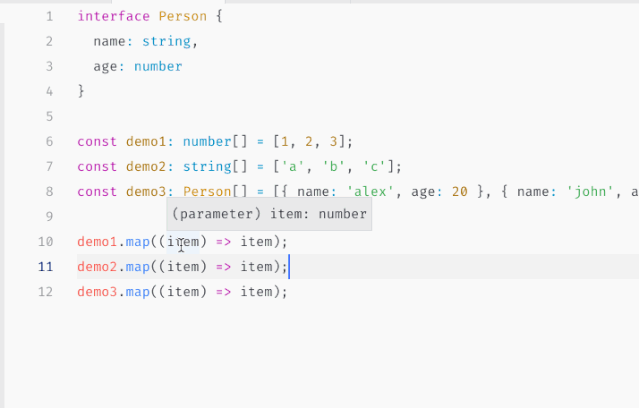 1 interface Person {
2 name: string,
3 age: number
4 }
5
6 const demo1: number[] = [1, 2, 3];
7 const demo2: string[] = ['a', 'b', 'c'];
8 const demo3: Person[] = [{ name: 'alex', age: 20 }, { name: 'john', a
(parameter) item: number
9
10 demo1.map((item) => item);
11 demo2.map((item) => item);
12 demo3.map((item) => item);